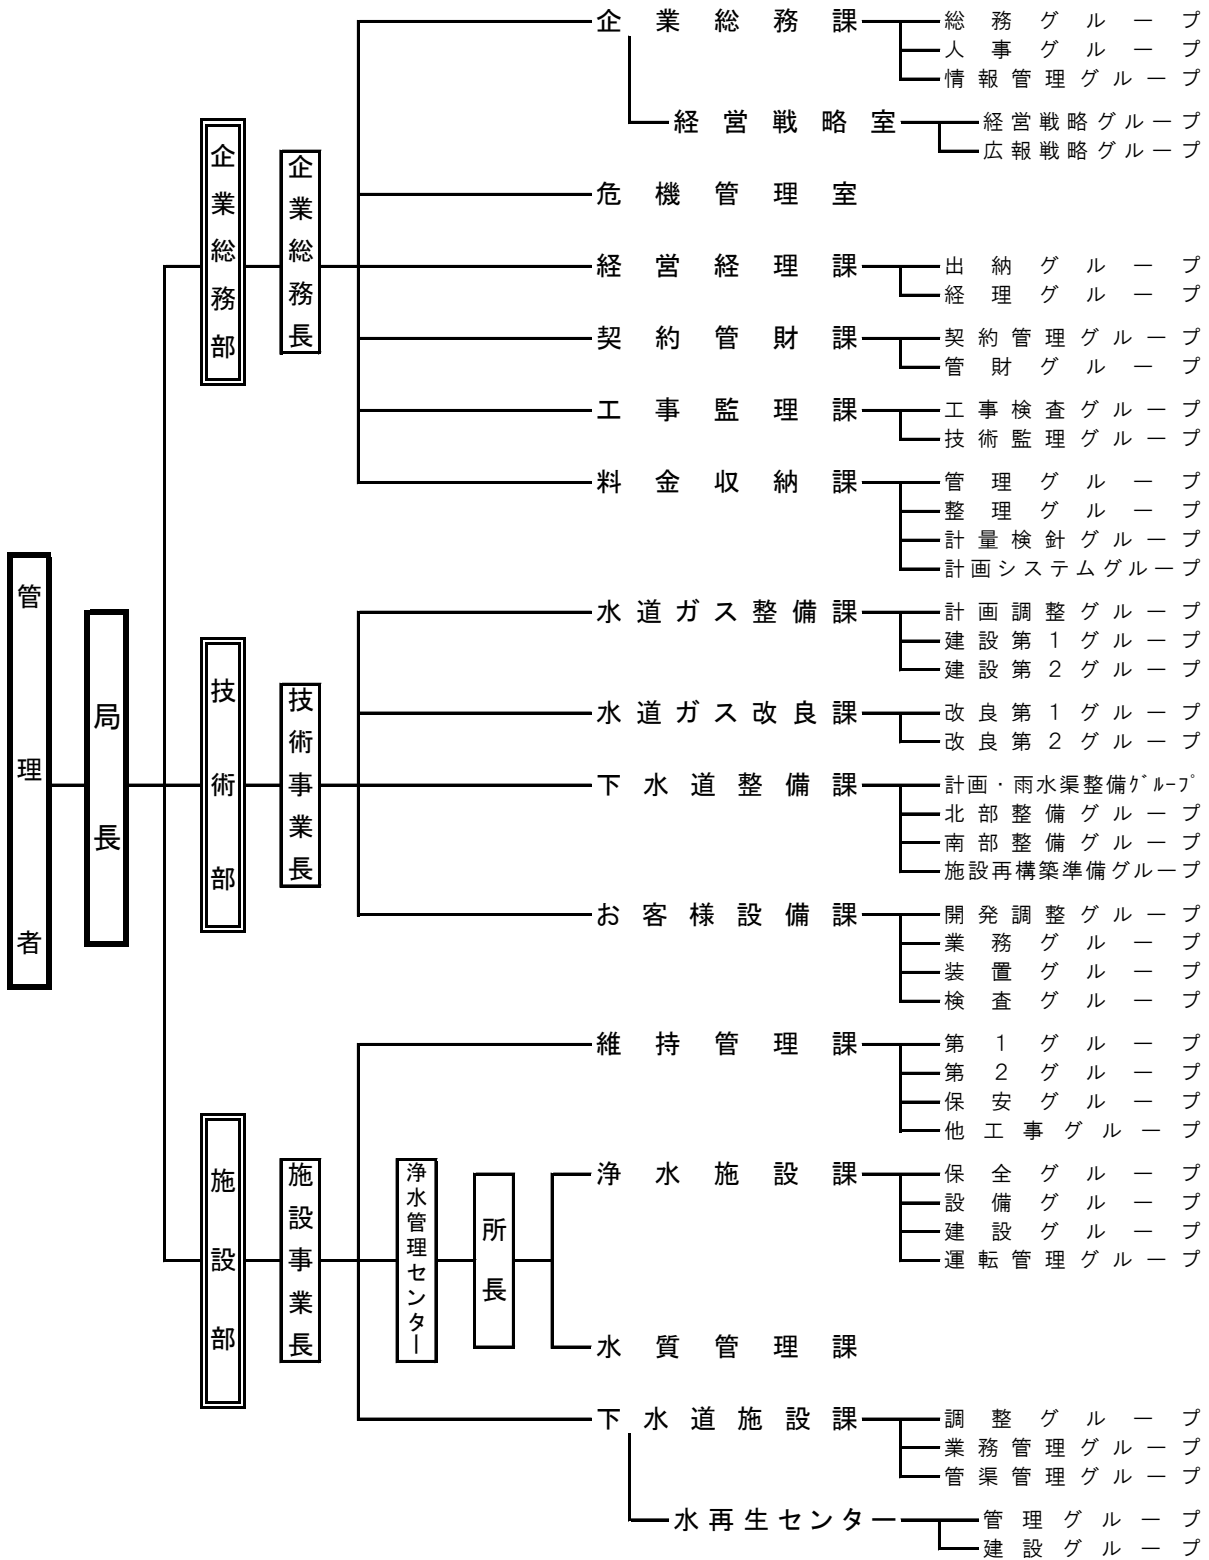 管理者
局長
企業総務部
企業総務長
企業総務課
総務グループ
人事グループ
情報管理グループ
経営戦略室
経営戦略グループ
広報戦略グループ
危機管理室
経営経理課
出納グループ
経理グループ
契約管財課
契約管理グループ
管財グループ
工事監理課
工事検査グループ
技術監理グループ
料金収納課
管理グループ
整理グループ
計量検針グループ
計画システムグループ
技術部
技術事業長
水道ガス整備課
計画調整グループ
建設第1グループ
建設第2グループ
水道ガス改良課
改良第1グループ
改良第2グループ
下水道整備課
計画・雨水渠整備ｸﾞﾙｰﾌﾟ
北部整備グループ
南部整備グループ
施設再構築準備グループ
お客様設備課
開発調整グループ
業務グループ
装置グループ
検査グループ
施設部
施設事業長
維持管理課
第1グループ
第2グループ
保安グループ
他工事グループ
浄水管理センター
所長
浄水施設課
保全グループ
設備グループ
建設グループ
運転管理グループ
水質管理課
下水道施設課
調整グループ
業務管理グループ
管渠管理グループ
水再生センター
管理グループ
建設グループ